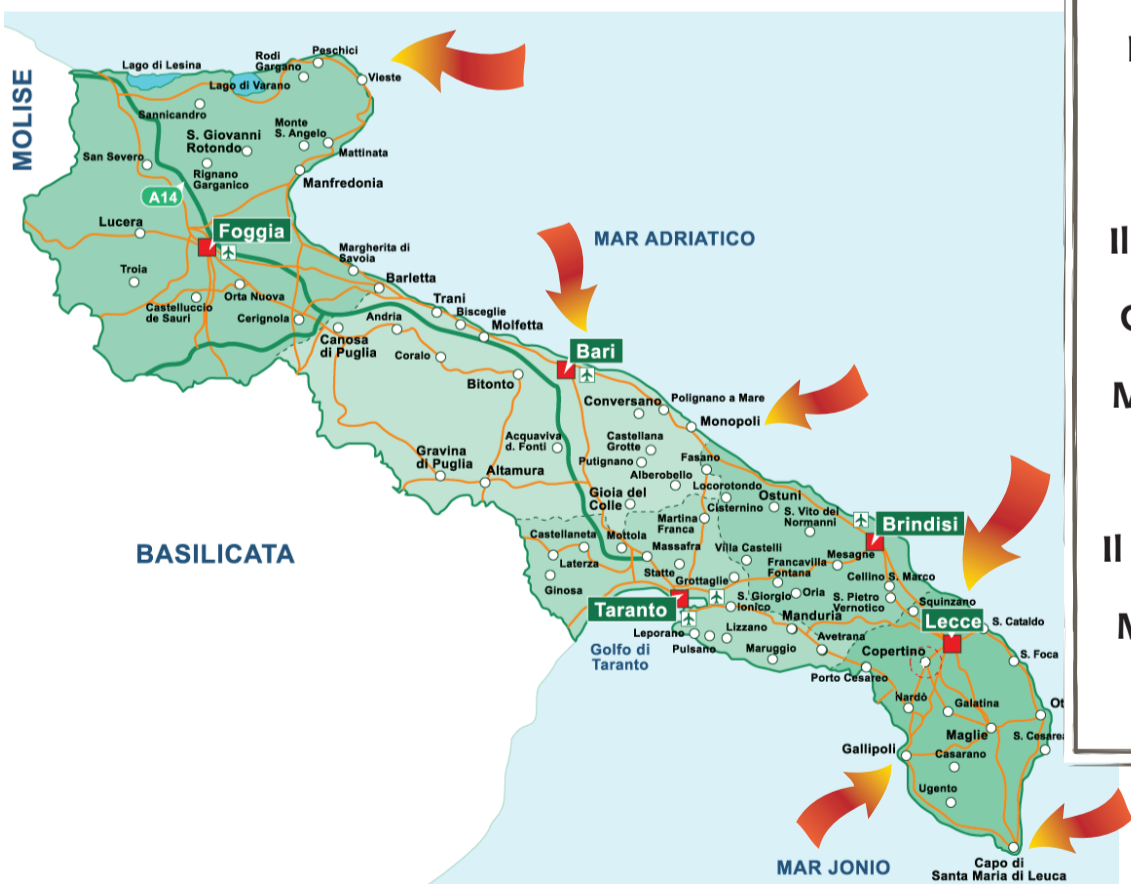 MOLISE
Lago di Lesina
Rodi
Gargano
Peschici
Lago di Varano
Vieste
Sannicandro
S. Giovanni
Rotondo
Monte
S. Angelo
Mattinata
San Severo
Rignano
Garganico
Manfredonia
A14
Lucera
Foggia
MAR ADRIATICO
Margherita di
Savoia
Troia
Barletta
Castelluccio
de Sauri
Orta Nuova
Cerignola
Trani
Bisceglie
Andria
Molfetta
Canosa
di Puglia
Coralo
Bari
Bitonto
Conversano
Polignano a Mare
Monopoli
Acquaviva
d. Fonti
Castellana
Grotte
Gravina
di Puglia
Altamura
Putignano
Fasano
Alberobello
Locorotondo
Gioia del
Colle
Cisternino
Ostuni
Martina
Franca
S. Vito dei
Normanni
Brindisi
BASILICATA
Castellaneta
Mottola
Massafra
Villa Castelli
Mesagne
Laterza
Statte
Francavilla
Fontana
Grottaglie
Cellino S. Marco
Ginosa
Oria
S. Pietro
Vernotico
Squinzano
Taranto
S. Giorgio
Ionico
Manduria
Lecce
S. Cataldo
Leporano
Lizzano
Golfo di
Taranto
Pulsano
Avetrana
Maruggio
Copertino
S. Foca
Porto Cesareo
Nardò
Galatina
Ot
Maglie
S. Cesarea
Gallipoli
Casarano
Ugento
MAR JONIO
Capo di
Santa Maria di Leuca
Il
Il